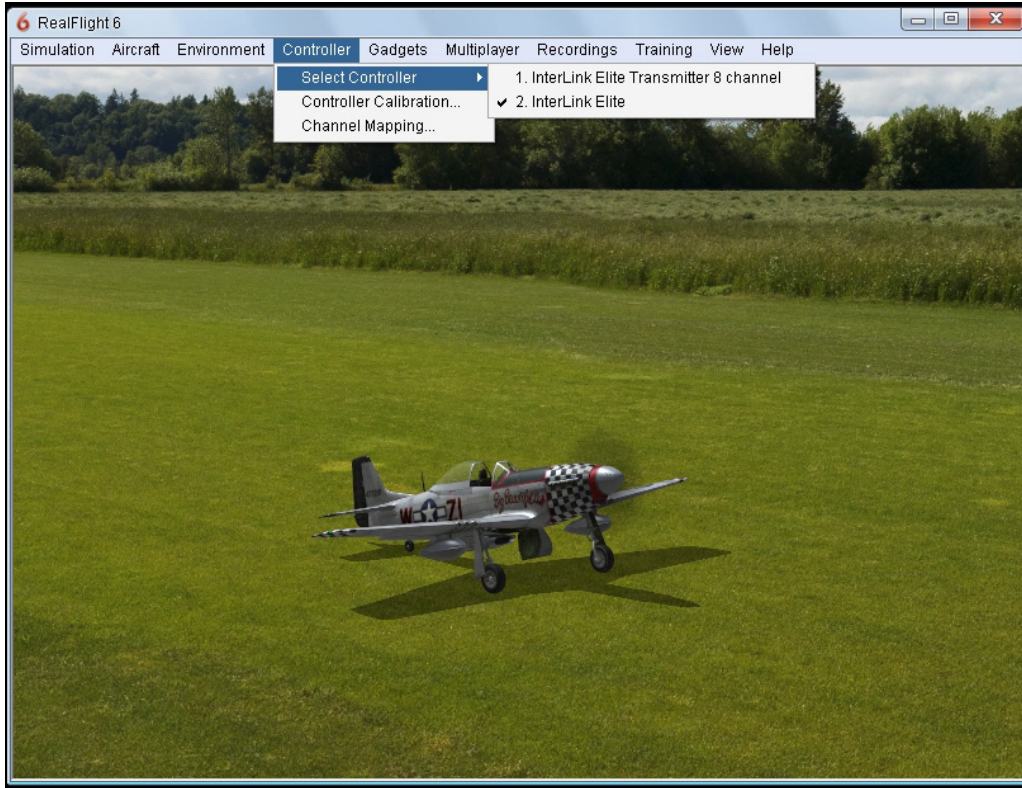 6 RealFlight 6
Simulation Aircraft Environment Controller Gadgets Multiplayer Recordings Training View Help
Select Controller
1. InterLink Elite Transmitter 8 channel
Controller Calibration...
✔ 2. InterLink Elite
Channel Mapping...
W ZI